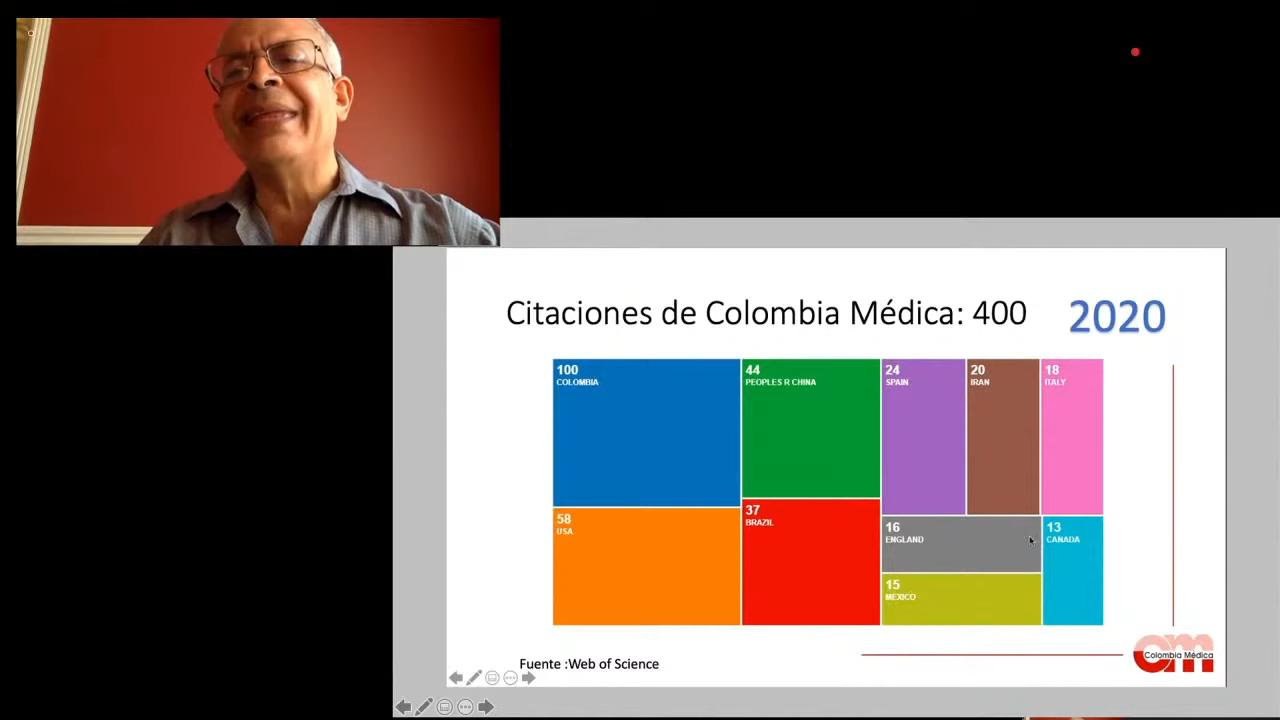 Citaciones de Colombia Médica: 400
2020
100
COLOMBIA
44
PEOPLES R CHINA
24
SPAIN
20
IRAN
18
ITALY
58
USA
37
BRAZIL
16
ENGLAND
13
CANADA
15
MEXICO
Fuente :Web of Science
cm
Colombia Médica